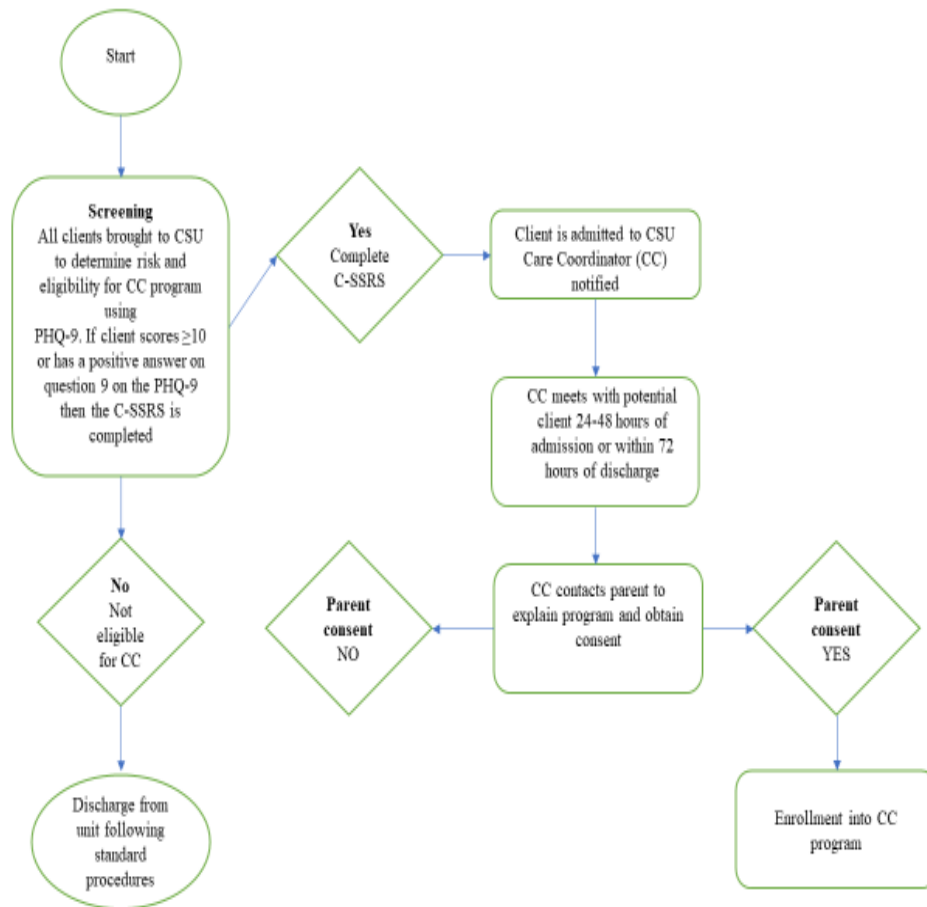 Start
Screening
All clients brought to CSU
to determine risk and
eligibility for CC program
using
PHQ-9. If client scores ≥10
or has a positive answer on
question 9 on the PHQ-9
then the C-SSRS is
completed
Yes
Complete
C-SSRS
Client is admitted to CSU
Care Coordinator (CC)
notified
CC meets with potential
client 24-48 hours of
admission or within 72
hours of discharge
CC contacts parent to
explain program and obtain
consent
Parent
consent
NO
Parent
consent
YES
Enrollment into CC
program
No
Not
eligible
for CC
Discharge from
unit following
standard
procedures